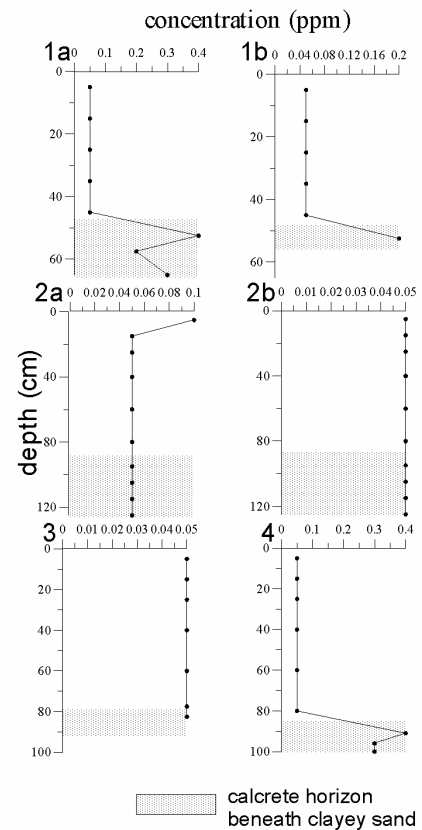 concentration (ppm)
1a
0 0.1 0.2 0.3 0.4
0
20
40
60
1b
0 0.04 0.08 0.12 0.16 0.2
0
20
40
60
2a
0 0.02 0.04 0.06 0.08 0.1
0
40
80
120
2b
0 0.01 0.02 0.03 0.04 0.05
0
40
80
120
depth (cm)
3
0 0.01 0.02 0.03 0.04 0.05
0
20
40
60
80
100
4
0 0.1 0.2 0.3 0.4
0
20
40
60
80
100
calcrete horizon
beneath clayey sand